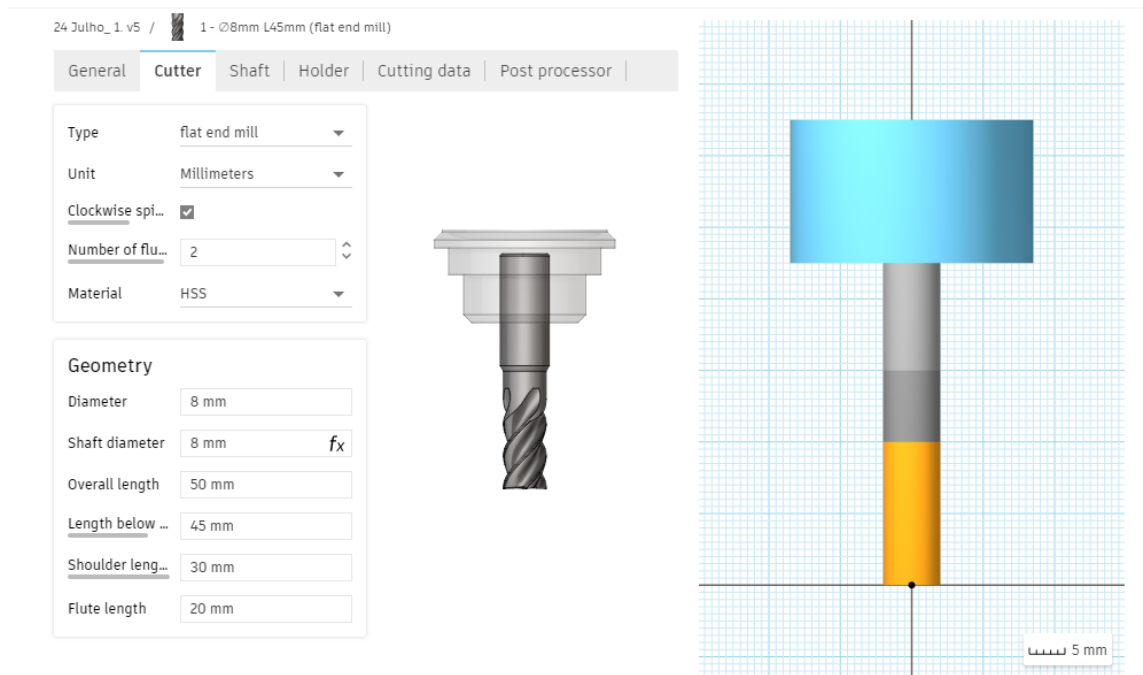 24 Julho_ 1. v5 / 1 - ∅8mm L45mm (flat end mill)
General Cutter Shaft Holder Cutting data Post processor
Type flat end mill
Unit Millimeters
Clockwise spi...
Number of flu... 2
Material HSS
Geometry
Diameter 8 mm
Shaft diameter 8 mm fx
Overall length 50 mm
Length below ... 45 mm
Shoulder leng... 30 mm
Flute length 20 mm
5 mm